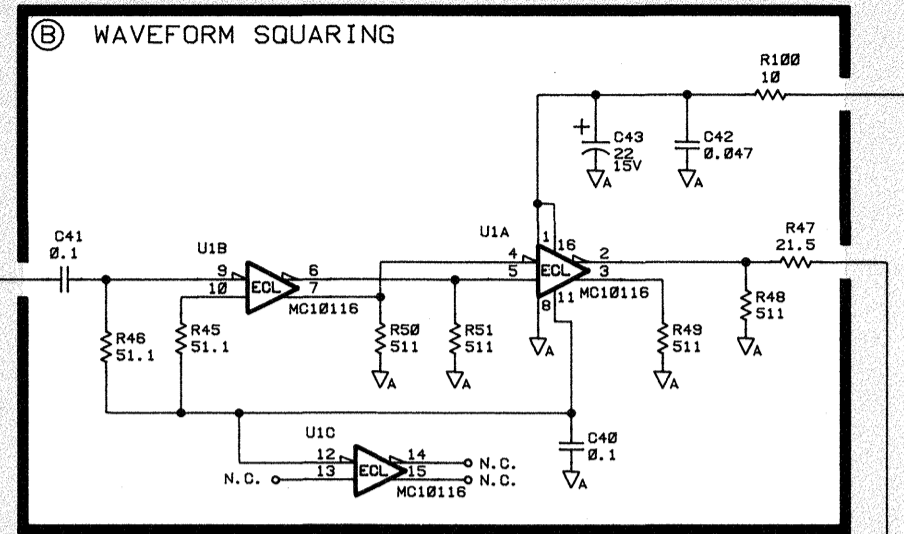 B WAVEFORM SQUARING
R100
10
C43
22
15V
C42
0.047
A
A
C41
0.1
U1B
9
10
ECL
6
7
MC10116
U1A
4
5
1
16
ECL
2
3
MC10116
8
11
R47
21.5
R46
51.1
R45
51.1
R50
511
R51
511
R49
511
R48
511
A
A
A
A
A
U1C
12
13
N.C.
ECL
14
15
N.C.
N.C.
MC10116
C40
0.1
A